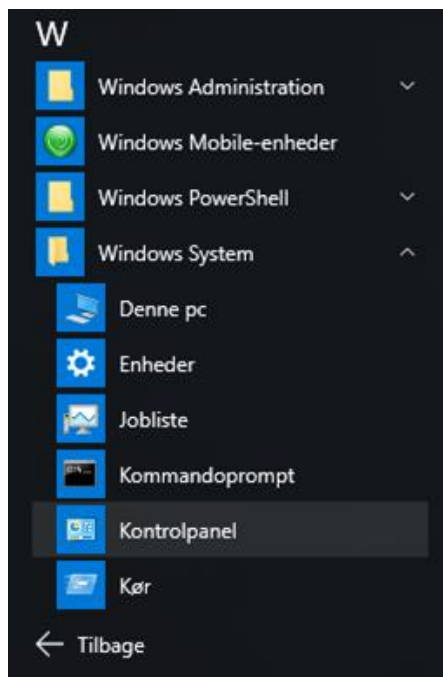 W
Windows Administration
Windows Mobile-enheder
Windows PowerShell
Windows System
Denne pc
Enheder
Jobliste
Kommandoprompt
Kontrolpanel
Kør
Tilbage